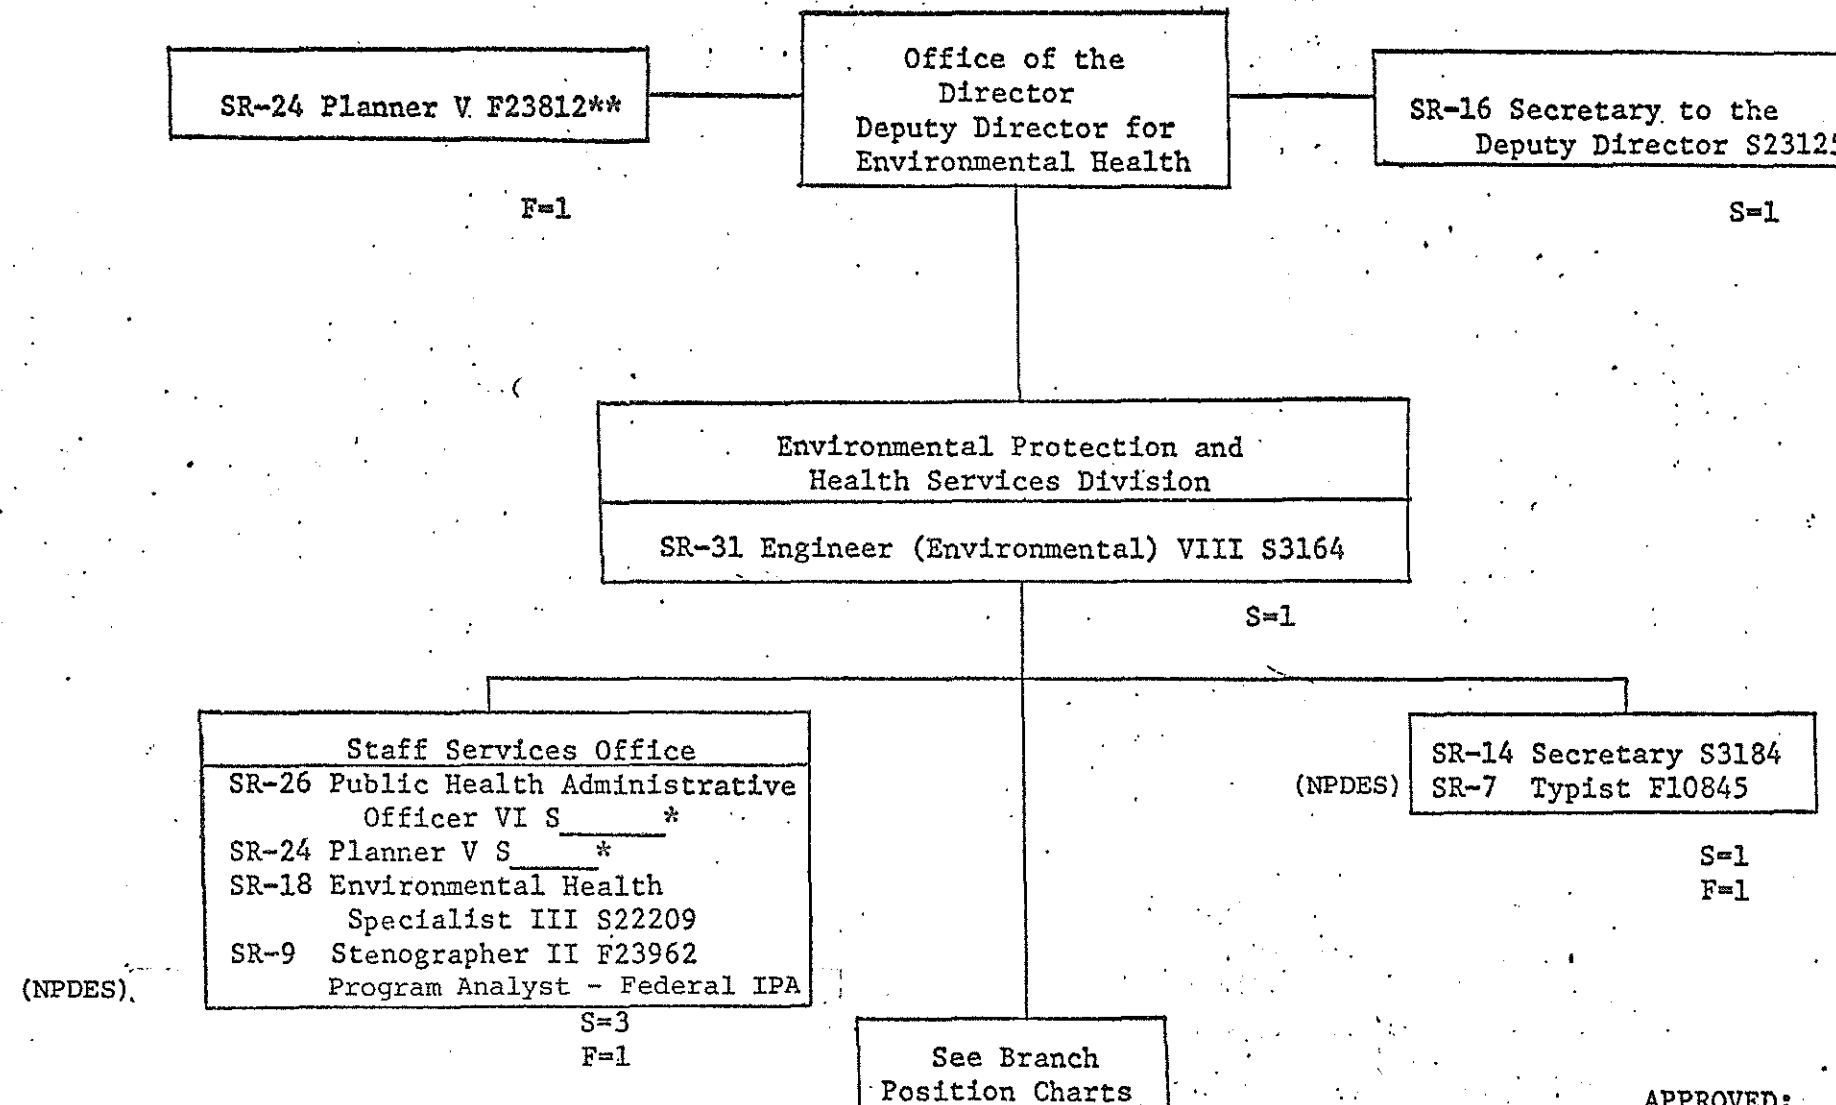 Office of the
Director
Deputy Director for
Environmental Health
SR-24 Planner V F23812**
F=1
SR-16 Secretary to the
Deputy Director S23125
S=1
Environmental Protection and
Health Services Division
SR-31 Engineer (Environmental) VIII S3164
S=1
Staff Services Office
SR-26 Public Health Administrative
Officer VI S_______*
SR-24 Planner V S______*
SR-18 Environmental Health
Specialist III S22209
SR-9 Stenographer II F23962
(NPDES) Program Analyst - Federal IPA
S=3
F=1
SR-14 Secretary S3184
(NPDES) SR-7 Typist F10845
S=1
F=1
See Branch
Position Charts
APPROVED: